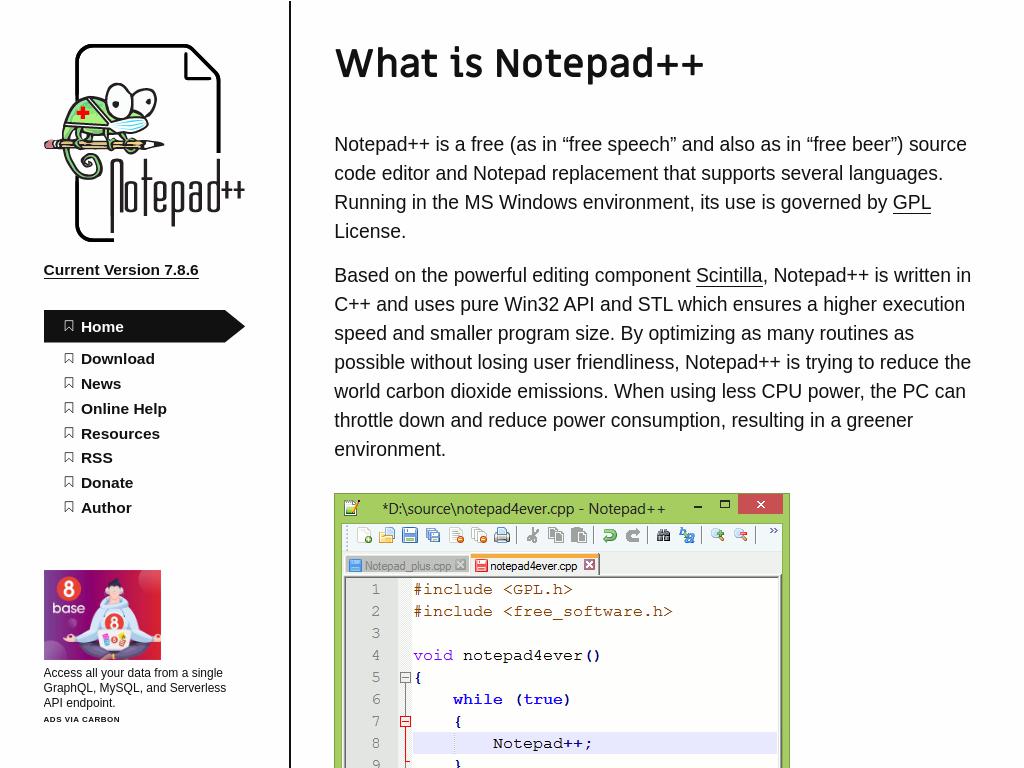 Notepad++
Current Version 7.8.6
Home
Download
News
Online Help
Resources
RSS
Donate
Author
8
base
8
8
Access all your data from a single
GraphQL, MySQL, and Serverless
API endpoint.
ADS VIA CARBON
What is Notepad++
Notepad++ is a free (as in “free speech” and also as in “free beer”) source
code editor and Notepad replacement that supports several languages.
Running in the MS Windows environment, its use is governed by GPL
License.
Based on the powerful editing component Scintilla, Notepad++ is written in
C++ and uses pure Win32 API and STL which ensures a higher execution
speed and smaller program size. By optimizing as many routines as
possible without losing user friendliness, Notepad++ is trying to reduce the
world carbon dioxide emissions. When using less CPU power, the PC can
throttle down and reduce power consumption, resulting in a greener
environment.
*D:\source\notepad4ever.cpp - Notepad++
Notepad_plus.cpp notepad4ever.cpp
1 #include <GPL.h>
2 #include <free_software.h>
3
4 void notepad4ever()
5 {
6 while (true)
7 {
8 Notepad++;
9 }